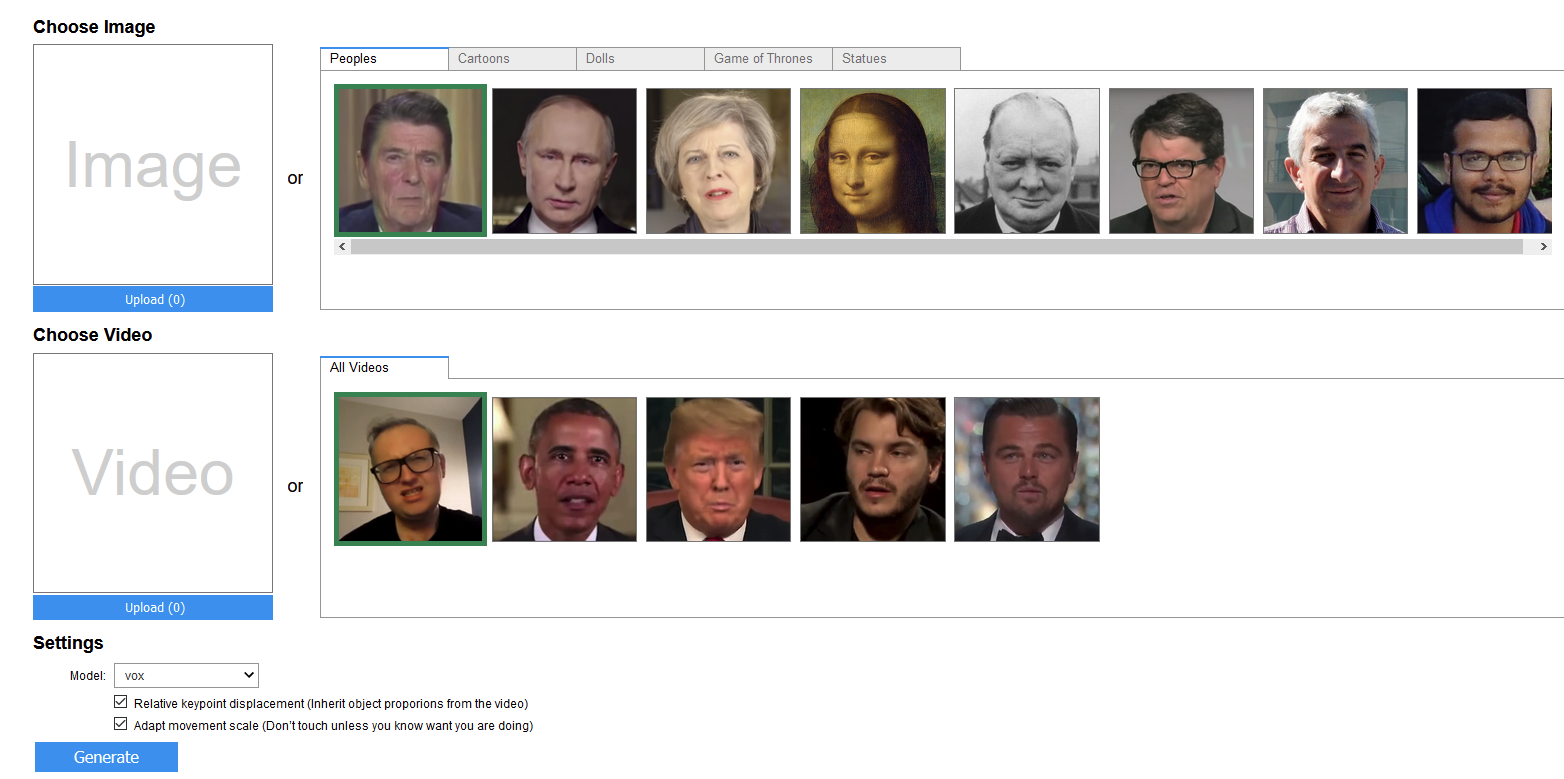 Choose Image
Image
Upload (0)
or
Peoples
Cartoons
Dolls
Game of Thrones
Statues
Choose Video
Video
Upload (0)
or
All Videos
Settings
Model:
vox
Relative keypoint displacement (Inherit object proporions from the video)
Adapt movement scale (Don't touch unless you know want you are doing)
Generate